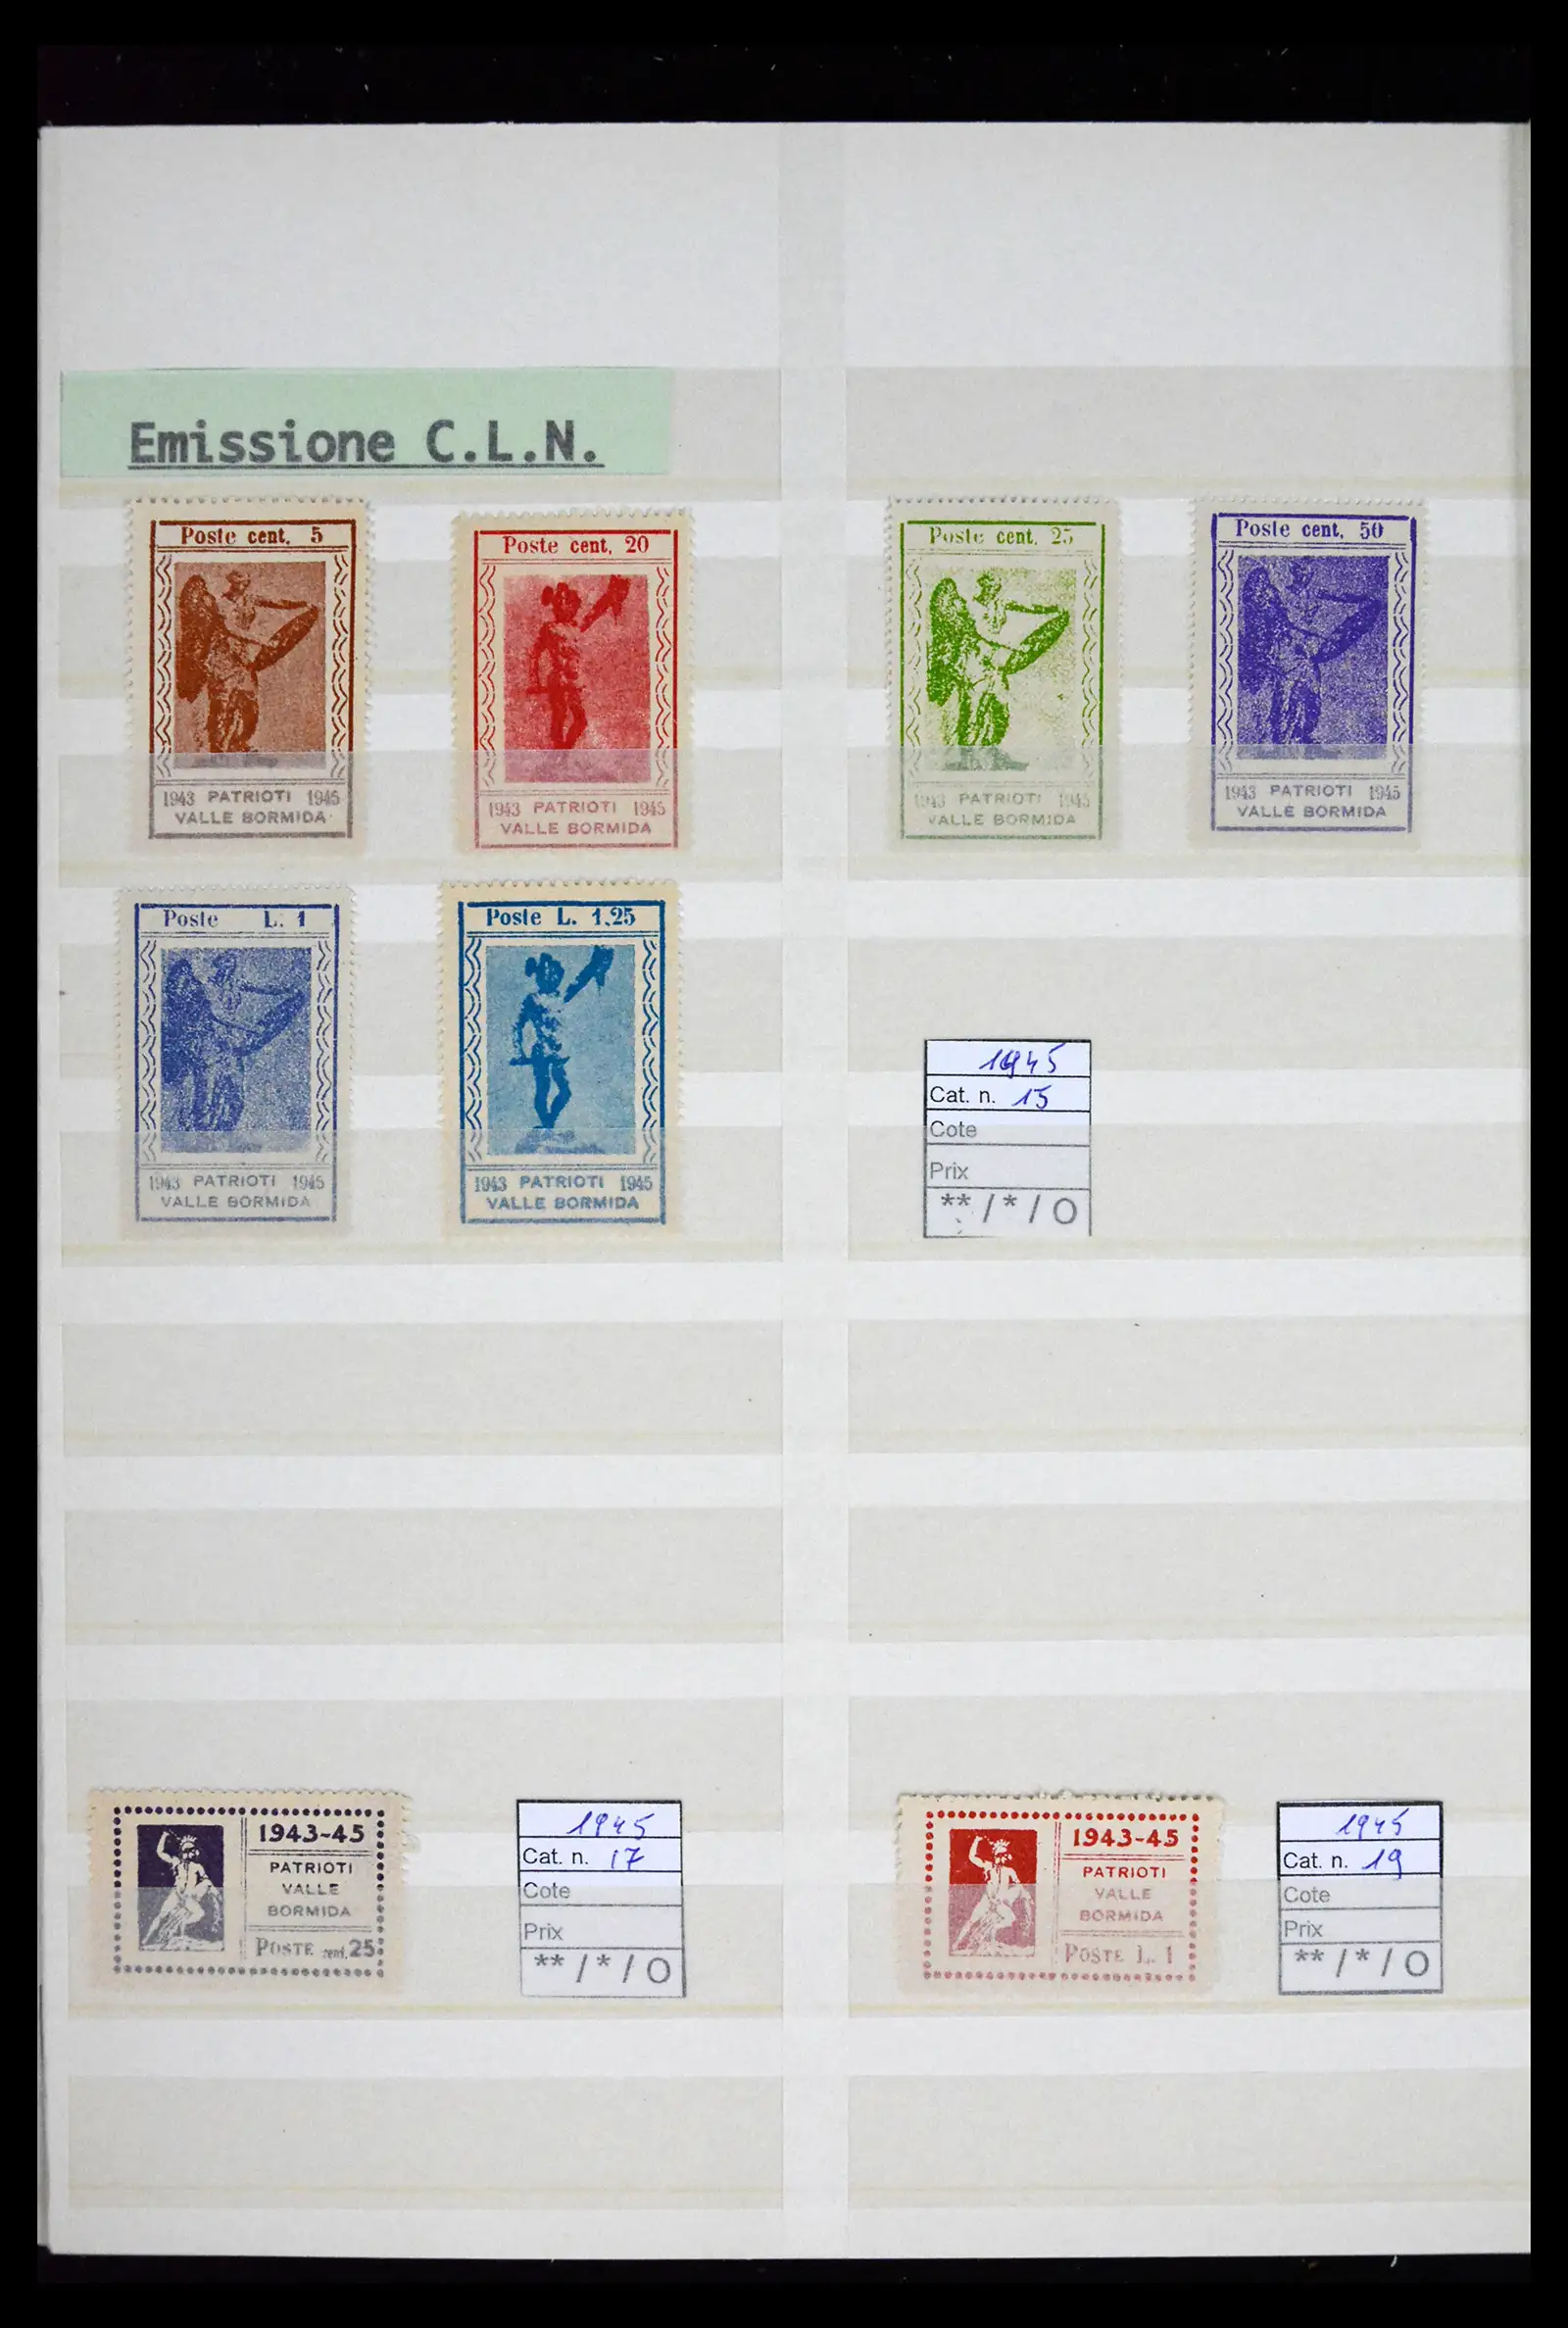 Emissione C.L.N.
Poste cent. 5
1943 PATRIOTI 1945
VALLE BORMIDA
Poste cent. 20
1943 PATRIOTI 1945
VALLE BORMIDA
Poste cent. 25
1943 PATRIOTI 1945
VALLE BORMIDA
Poste cent. 50
1943 PATRIOTI 1945
VALLE BORMIDA
Poste L. 1
1943 PATRIOTI 1945
VALLE BORMIDA
Poste L. 1,25
1943 PATRIOTI 1945
VALLE BORMIDA
1945
Cat. n. 15
Cote
Prix
** / * / O
1943-45
PATRIOTI
VALLE
BORMIDA
POSTE cent. 25
1945
Cat. n. 17
Cote
Prix
** / * / O
1943-45
PATRIOTI
VALLE
BORMIDA
POSTE L. 1
1945
Cat. n. 19
Cote
Prix
** / * / O